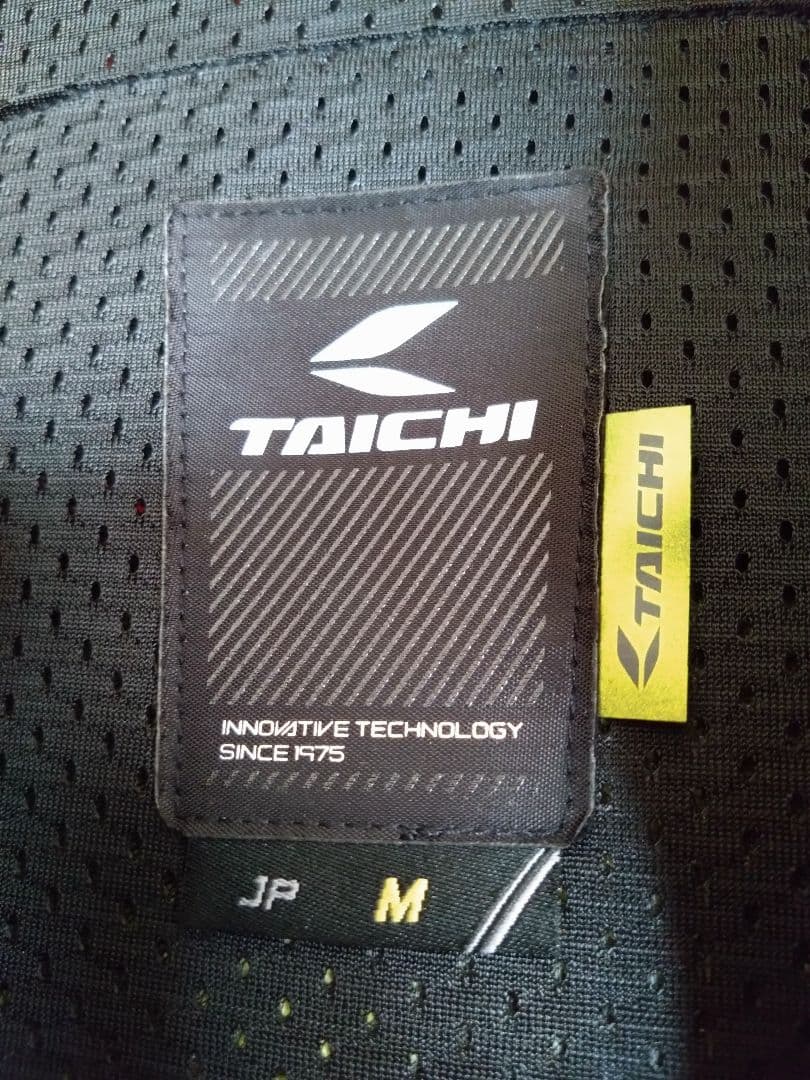 TAICHI
TAICHI
INNOVATIVE TECHNOLOGY
SINCE 1975
JP M